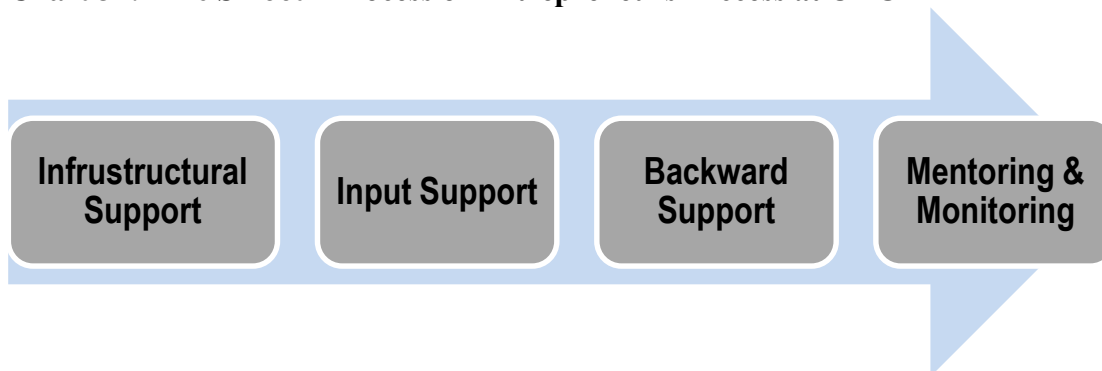 Infrustructural
Support
Input Support
Backward
Support
Mentoring &
Monitoring